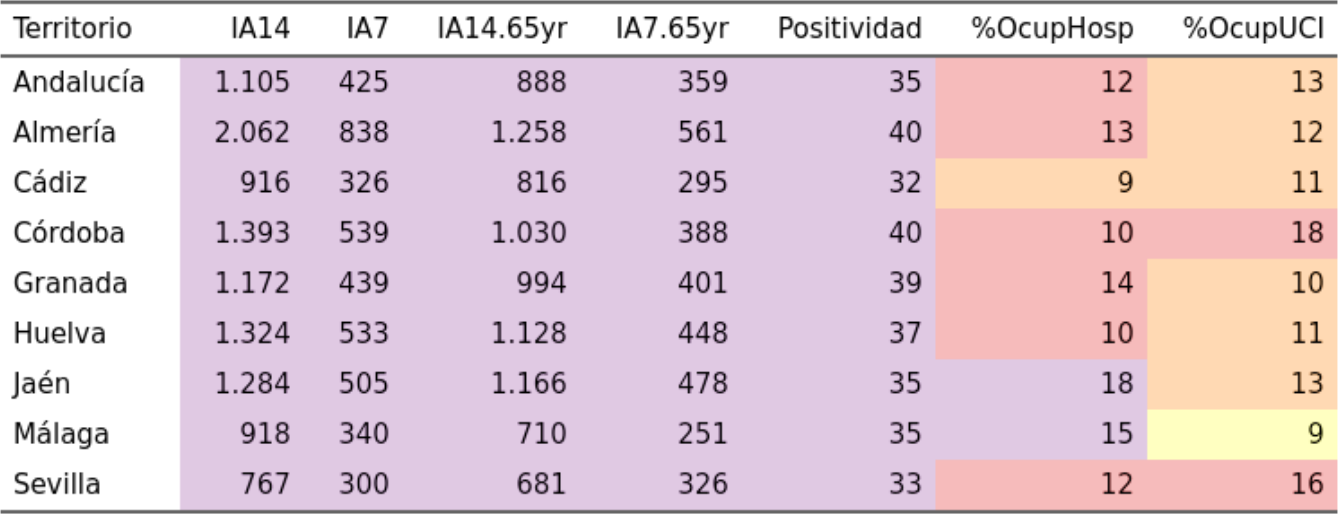 Territorio IA14 IA7 IA14.65yr IA7.65yr Positividad %OcupHosp %OcupUCI
Andalucía 1.105 425 888 359 35 12 13
Almería 2.062 838 1.258 561 40 13 12
Cádiz 916 326 816 295 32 9 11
Córdoba 1.393 539 1.030 388 40 10 18
Granada 1.172 439 994 401 39 14 10
Huelva 1.324 533 1.128 448 37 10 11
Jaén 1.284 505 1.166 478 35 18 13
Málaga 918 340 710 251 35 15 9
Sevilla 767 300 681 326 33 12 16